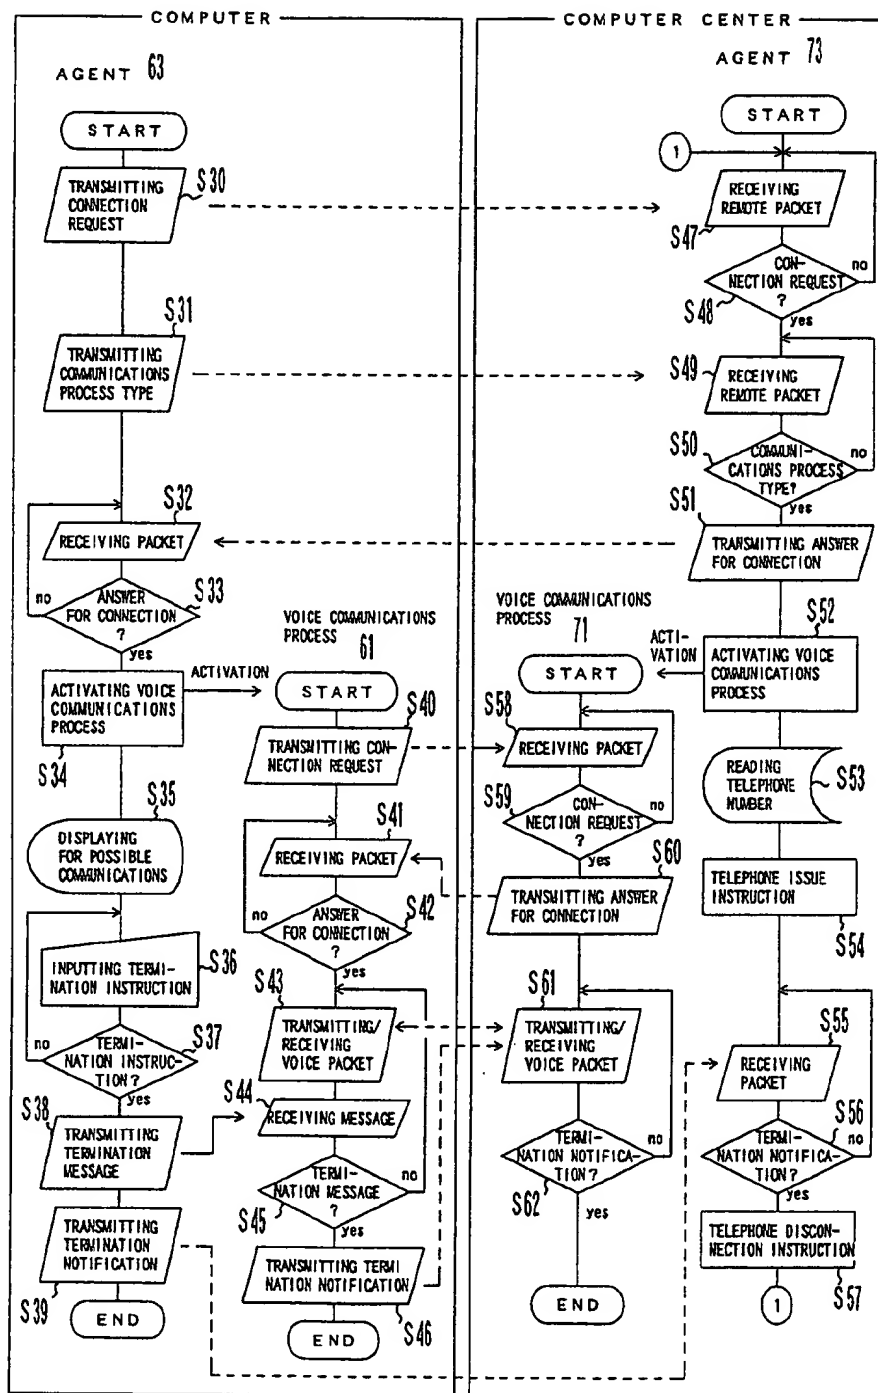 COMPUTER
AGENT 63
START
TRANSMITTING
CONNECTION
REQUEST
S30
S31
TRANSMITTING
COMMUNICATIONS
PROCESS TYPE
S32
RECEIVING PACKET
no
ANSWER
FOR CONNECTION
?
S33
yes
ACTIVATING VOICE
COMMUNICATIONS
PROCESS
S34
ACTIVATION
S35
DISPLAYING
FOR POSSIBLE
COMMUNICATIONS
INPUTTING TERMI-
NATION INSTRUCTION
S36
no
TERMI-
NATION INSTRUC-
TION?
S37
yes
S38
TRANSMITTING
TERMINATION
MESSAGE
TRANSMITTING
TERMINATION
NOTIFICATION
S39
END
VOICE COMMUNICATIONS
PROCESS
61
START
S40
TRANSMITTING CON-
NECTION REQUEST
S41
RECEIVING PACKET
no
ANSWER
FOR CONNECTION
?
S42
yes
S43
TRANSMITTING/
RECEIVING
VOICE PACKET
S44
RECEIVING MESSAGE
TERMI-
NATION MESSAGE
?
no
S45
yes
TRANSMITTING TERMI
NATION NOTIFICATION
S46
END
COMPUTER CENTER
AGENT 73
START
1
RECEIVING
REMOTE PACKET
S47
CON-
NECTION REQUEST
?
no
S48
yes
S49
RECEIVING
REMOTE PACKET
S50
COMMUNI-
CATIONS PROCESS
TYPE?
no
yes
S51
TRANSMITTING ANSWER
FOR CONNECTION
S52
ACTI-
VATION
ACTIVATING VOICE
COMMUNICATIONS
PROCESS
READING
TELEPHONE
NUMBER
S53
TELEPHONE ISSUE
INSTRUCTION
S54
S55
RECEIVING
PACKET
S56
TERMI-
NATION NOTIFICA-
TION?
no
yes
TELEPHONE DISCON-
NECTION INSTRUCTION
S57
1
VOICE COMMUNICATIONS
PROCESS
71
START
S58
RECEIVING PACKET
S59
CON-
NECTION REQUEST
?
no
yes
S60
TRANSMITTING ANSWER
FOR CONNECTION
S61
TRANSMITTING/
RECEIVING
VOICE PACKET
TERMI-
NATION NOTIFICA-
TION?
no
S62
yes
END